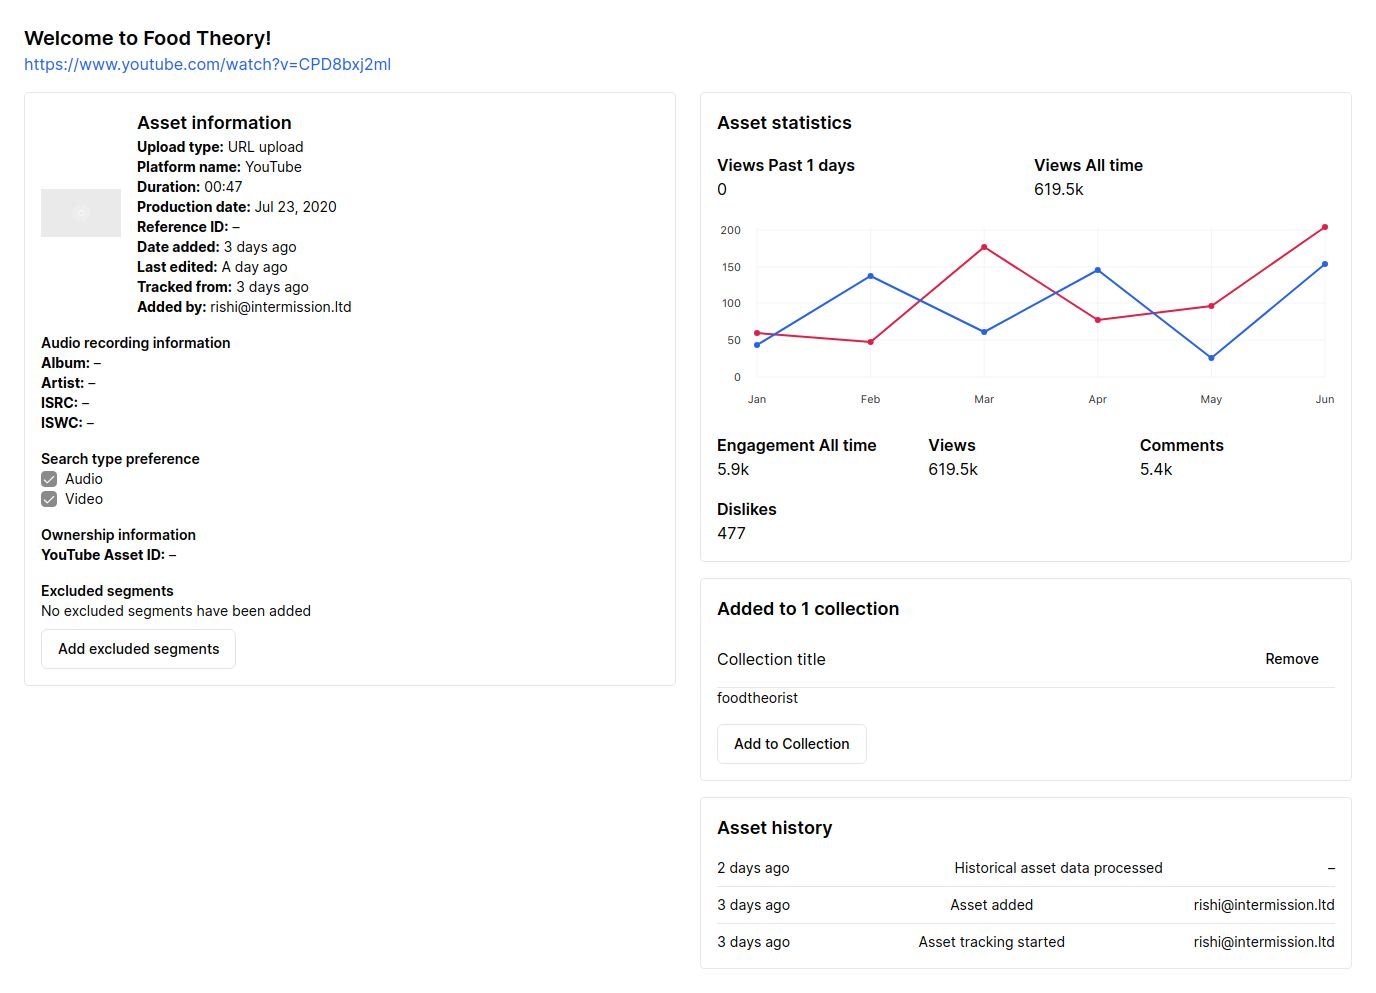 Welcome to Food Theory!
https://www.youtube.com/watch?v=CPD8bxj2mI
Asset information
Upload type: URL upload
Platform name: YouTube
Duration: 00:47
Production date: Jul 23, 2020
Reference ID: –
Date added: 3 days ago
Last edited: A day ago
Tracked from: 3 days ago
Added by: rishi@intermission.ltd
Audio recording information
Album: –
Artist: –
ISRC: –
ISWC: –
Search type preference
Audio
Video
Ownership information
YouTube Asset ID: –
Excluded segments
No excluded segments have been added
Add excluded segments
Asset statistics
Views Past 1 days Views All time
0 619.5k
200
150
100
50
0
Jan Feb Mar Apr May Jun
Engagement All time Views Comments
5.9k 619.5k 5.4k
Dislikes
477
Added to 1 collection
Collection title Remove
foodtheorist
Add to Collection
Asset history
2 days ago Historical asset data processed –
3 days ago Asset added rishi@intermission.ltd
3 days ago Asset tracking started rishi@intermission.ltd